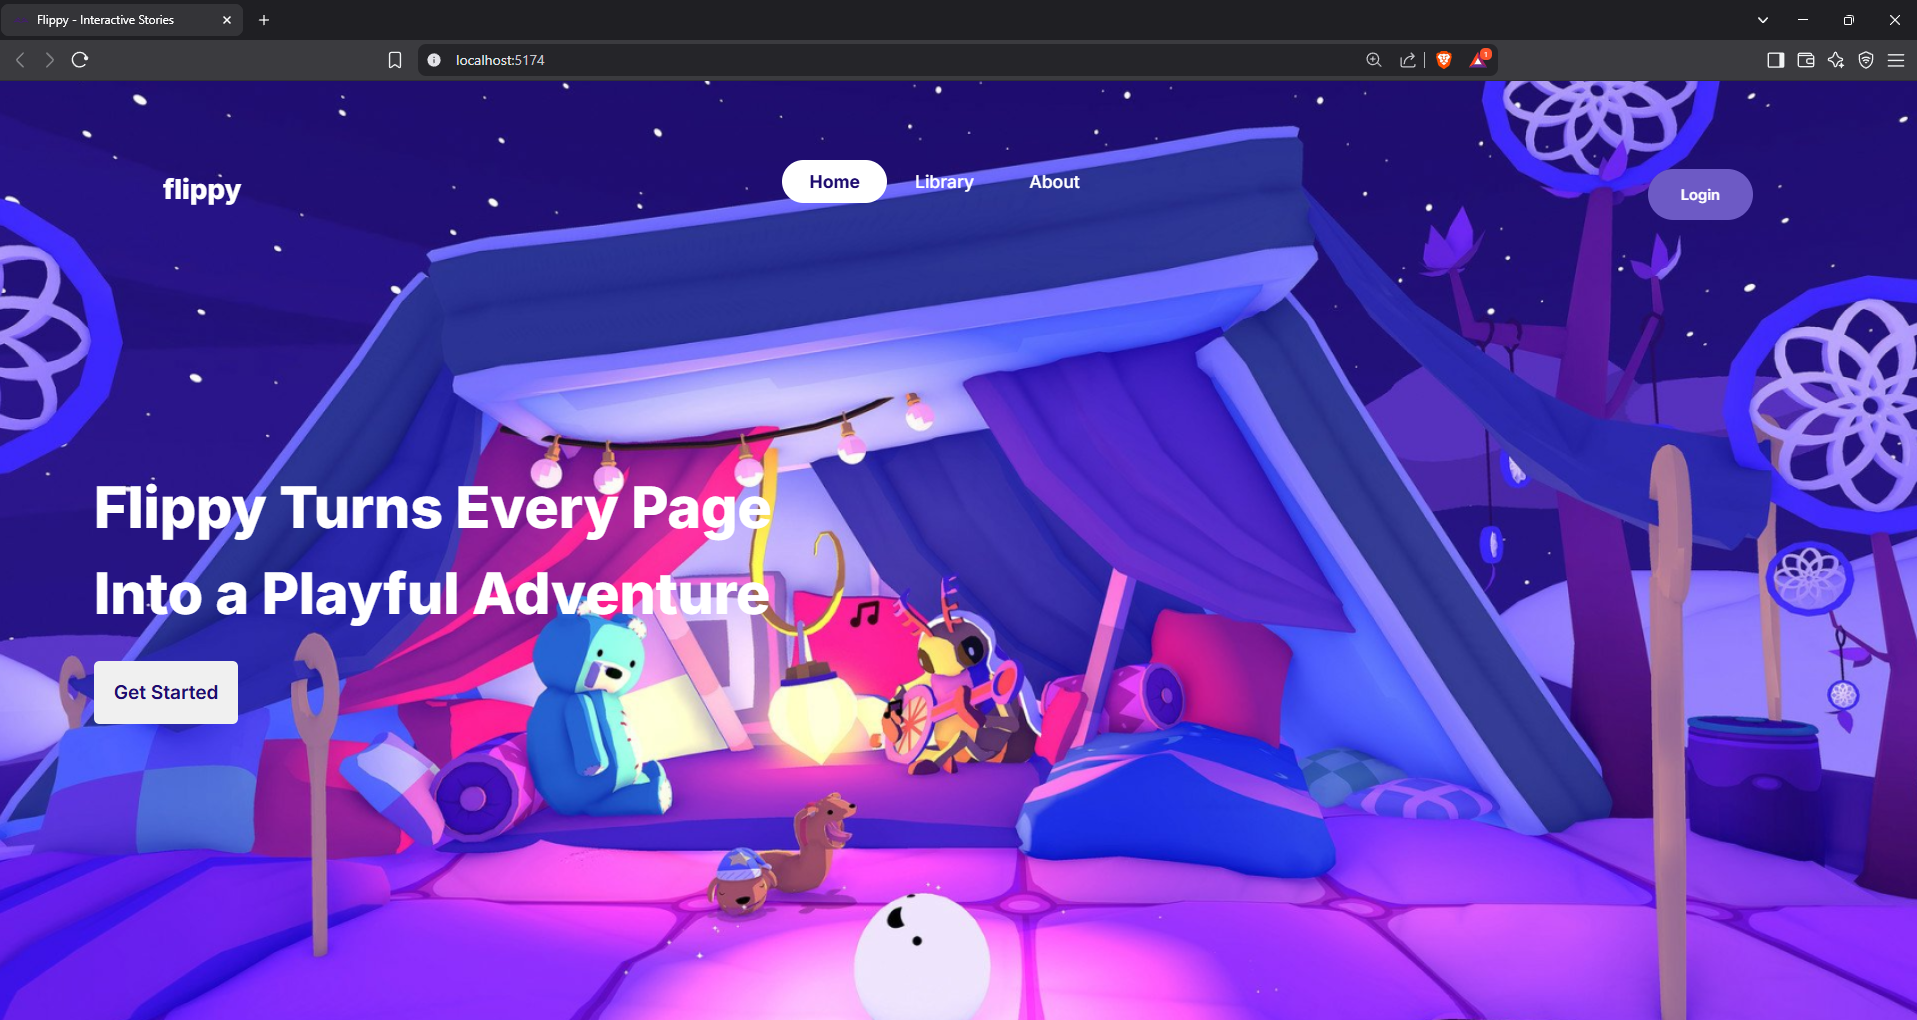 Flippy - Interactive Stories
localhost:5174
1
flippy
Home
Library
About
Login
Flippy Turns Every Page
Into a Playful Adventure
Get Started